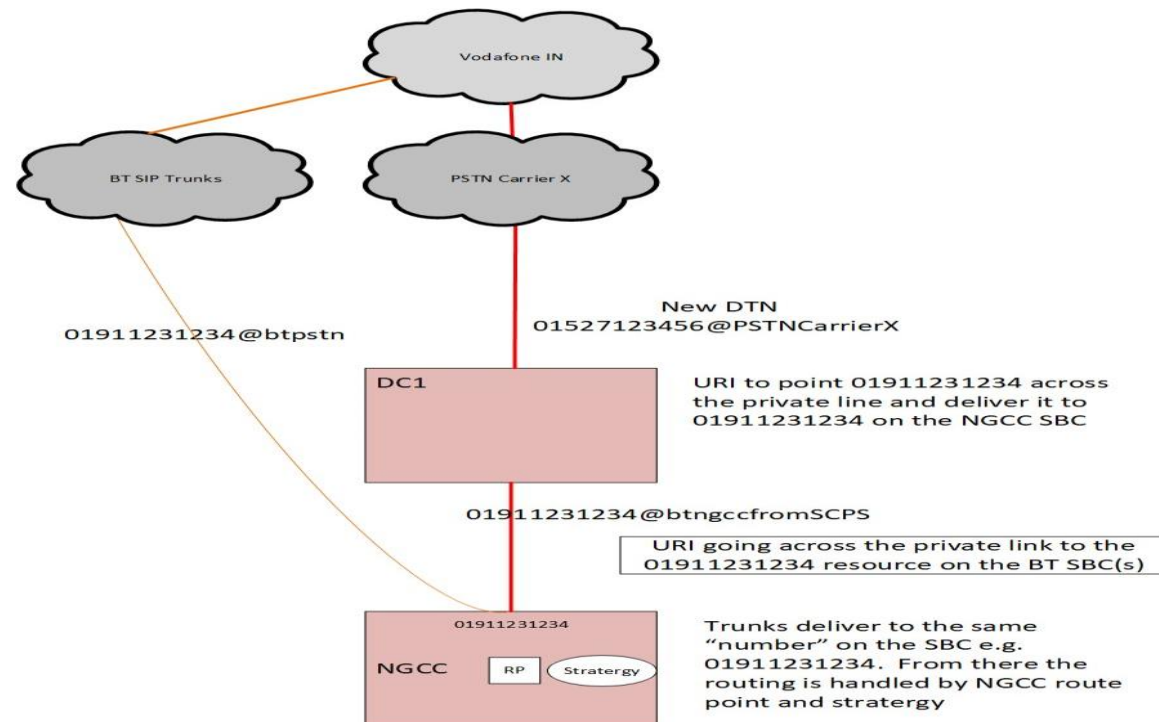 Vodafone IN
BT SIP Trunks
PSTN Carrier X
01911231234@btpstn
New DTN
01527123456@PSTNCarrierX
DC1
URI to point 01911231234 across
the private line and deliver it to
01911231234 on the NGCC SBC
01911231234@btngccfromSCPS
URI going across the private link to the
01911231234 resource on the BT SBC(s)
01911231234
NGCC
RP
Stratergy
Trunks deliver to the same
“number” on the SBC e.g.
01911231234.  From there the
routing is handled by NGCC route
point and stratergy